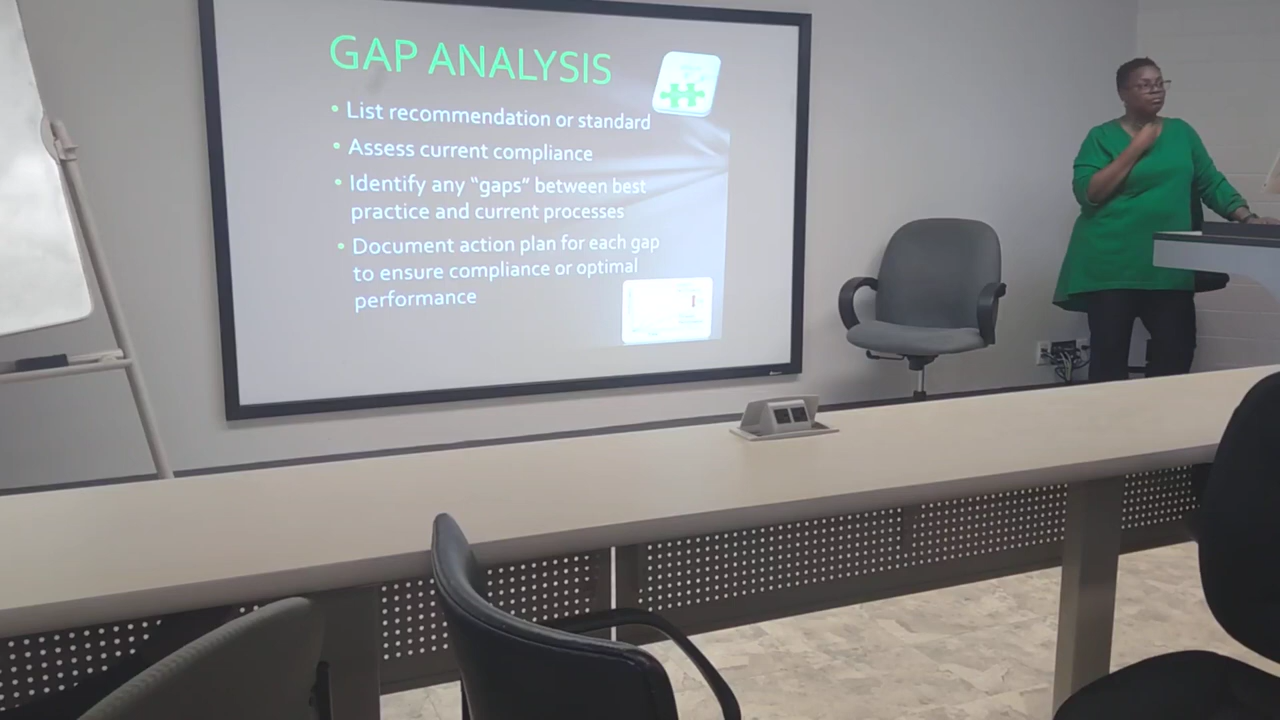 GAP ANALYSIS
• List recommendation or standard
• Assess current compliance
• Identify any “gaps” between best
practice and current processes
• Document action plan for each gap
to ensure compliance or optimal
performance